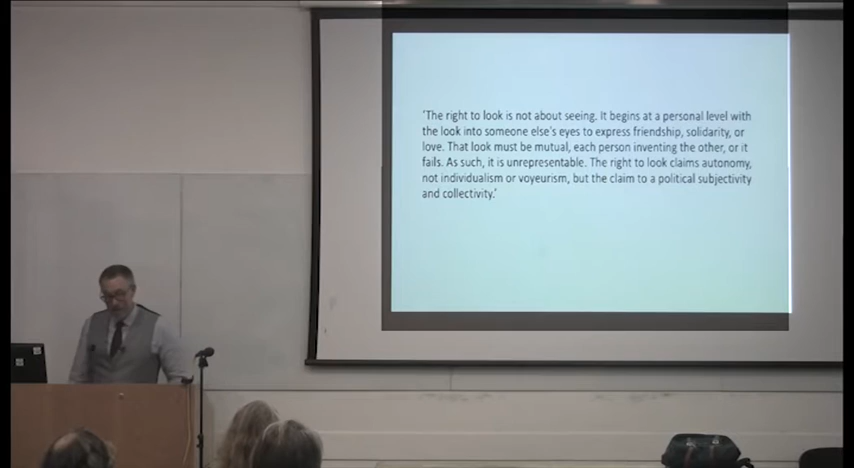 'The right to look is not about seeing. It begins at a personal level with
the look into someone else's eyes to express friendship, solidarity, or
love. That look must be mutual, each person inventing the other, or it
fails. As such, it is unrepresentable. The right to look claims autonomy,
not individualism or voyeurism, but the claim to a political subjectivity
and collectivity.'